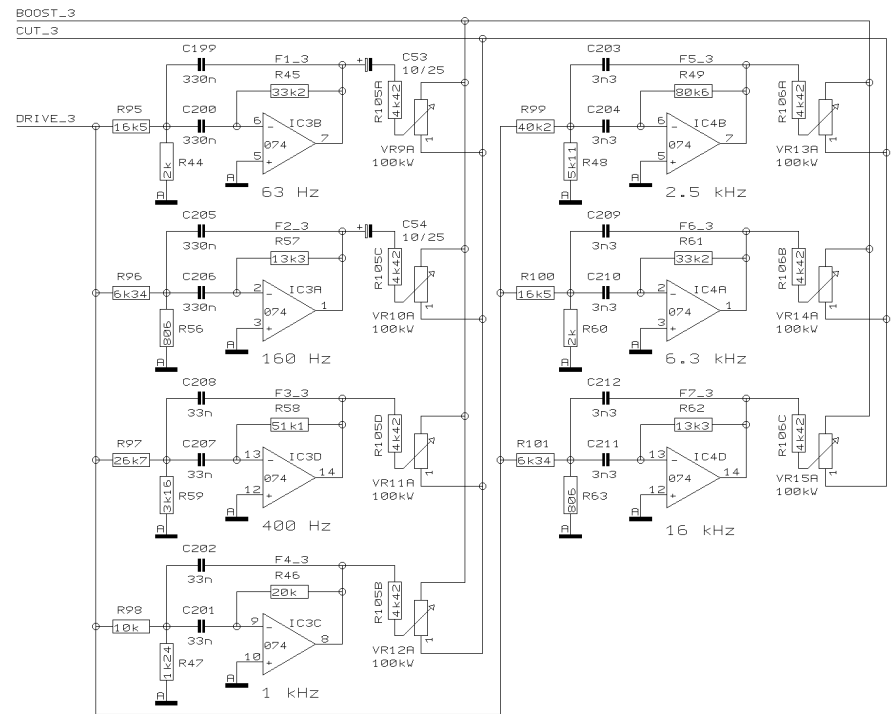 BOOST_3
CUT_3
DRIVE_3
C199
330n
F1_3
R45
33k2
+
C53
10/25
R95
16k5
C200
330n
6
5
7
IC3B
074
-
+
R44
2k
A
A
63 Hz
R105A
4k42
VR9A
100kW
1
C203
3n3
F5_3
R49
80k6
R99
40k2
C204
3n3
6
5
7
IC4B
074
-
+
R48
5k11
A
A
2.5 kHz
R106A
4k42
VR13A
100kW
1
C205
330n
F2_3
R57
13k3
+
C54
10/25
R96
6k34
C206
330n
2
3
1
IC3A
074
-
+
R56
806
A
A
160 Hz
R105C
4k42
VR10A
100kW
1
C209
3n3
F6_3
R61
33k2
R100
16k5
C210
3n3
2
3
1
IC4A
074
-
+
R60
2k
A
A
6.3 kHz
R106B
4k42
VR14A
100kW
1
C208
33n
F3_3
R58
51k1
R97
26k7
C207
33n
13
12
14
IC3D
074
-
+
R59
3k16
A
A
400 Hz
R105D
4k42
VR11A
100kW
1
C212
3n3
F7_3
R62
13k3
R101
6k34
C211
3n3
13
12
14
IC4D
074
-
+
R63
806
A
A
16 kHz
R106C
4k42
VR15A
100kW
1
C202
33n
F4_3
R46
20k
R98
10k
C201
33n
9
10
8
IC3C
074
-
+
R47
1k24
A
A
1 kHz
R105B
4k42
VR12A
100kW
1